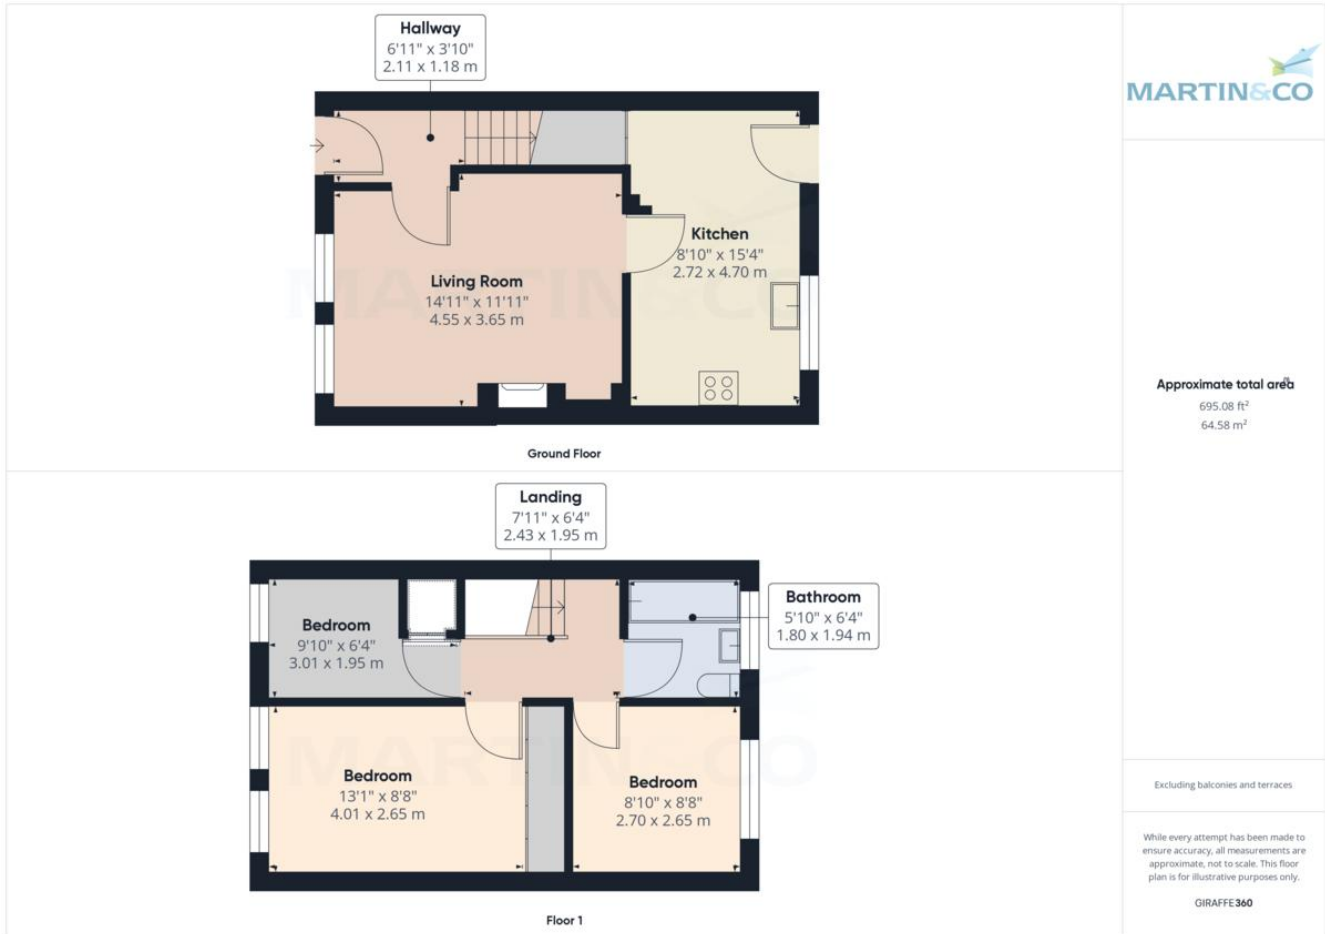 Hallway
6'11" x 3'10"
2.11 x 1.18 m
MARTIN&CO
Kitchen
8'10" x 15'4"
2.72 x 4.70 m
Living Room
14'11" x 11'11"
4.55 x 3.65 m
MARTIN&CO
Ground Floor
Approximate total area
695.08 ft²
64.58 m²
Landing
7'11" x 6'4"
2.43 x 1.95 m
Bathroom
5'10" x 6'4"
1.80 x 1.94 m
Bedroom
9'10" x 6'4"
3.01 x 1.95 m
Bedroom
13'1" x 8'8"
4.01 x 2.65 m
Bedroom
8'10" x 8'8"
2.70 x 2.65 m
MARTIN&CO
Floor 1
Excluding balconies and terraces
While every attempt has been made to
ensure accuracy, all measurements are
approximate, not to scale. This floor
plan is for illustrative purposes only.
GIRAFFE360